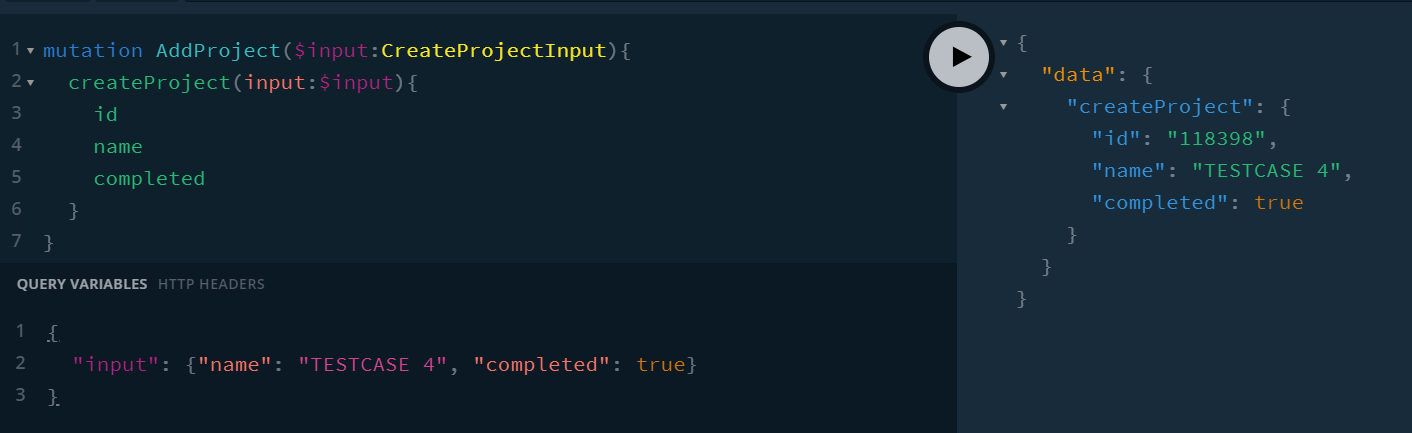 1 mutation AddProject($input:CreateProjectInput){
2 createProject(input:$input){
3 id
4 name
5 completed
6 }
7 }
QUERY VARIABLES HTTP HEADERS
1 {
2 "input": {"name": "TESTCASE 4", "completed": true}
3 }
{
"data": {
"createProject": {
"id": "118398",
"name": "TESTCASE 4",
"completed": true
}
}
}